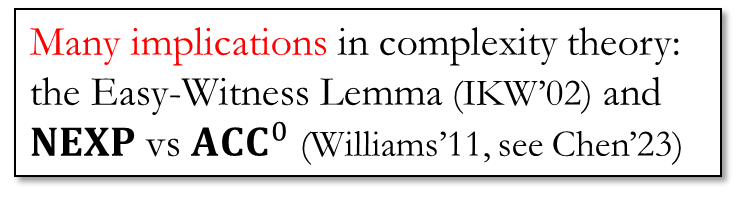 Many implications in complexity theory:
the Easy-Witness Lemma (IKW’02) and
NEXP vs ACC⁰ (Williams’11, see Chen’23)